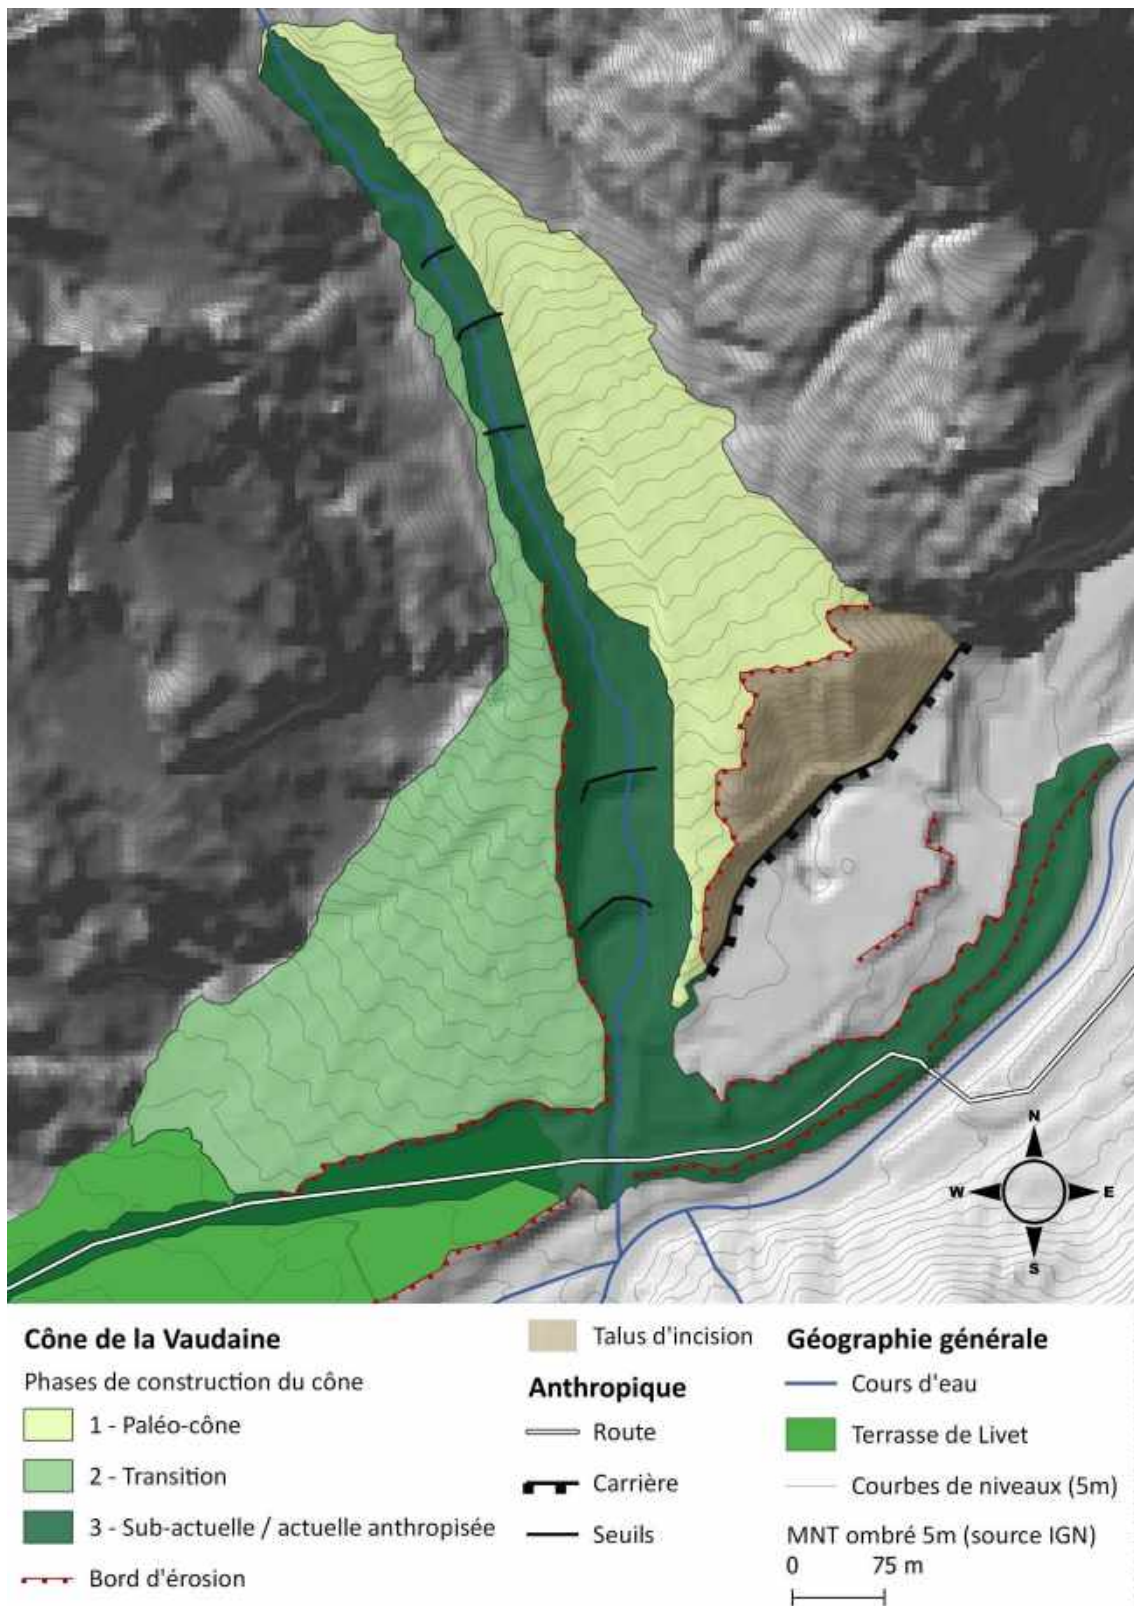 N
W
E
S
Cône de la Vaudaine
Phases de construction du cône
1 - Paléo-cône
2 - Transition
3 - Sub-actuelle / actuelle anthropisée
Bord d'érosion
Talus d'incision
Anthropique
Route
Carrière
Seuils
Géographie générale
Cours d'eau
Terrasse de Livet
Courbes de niveaux (5m)
MNT ombré 5m (source IGN)
0 75 m